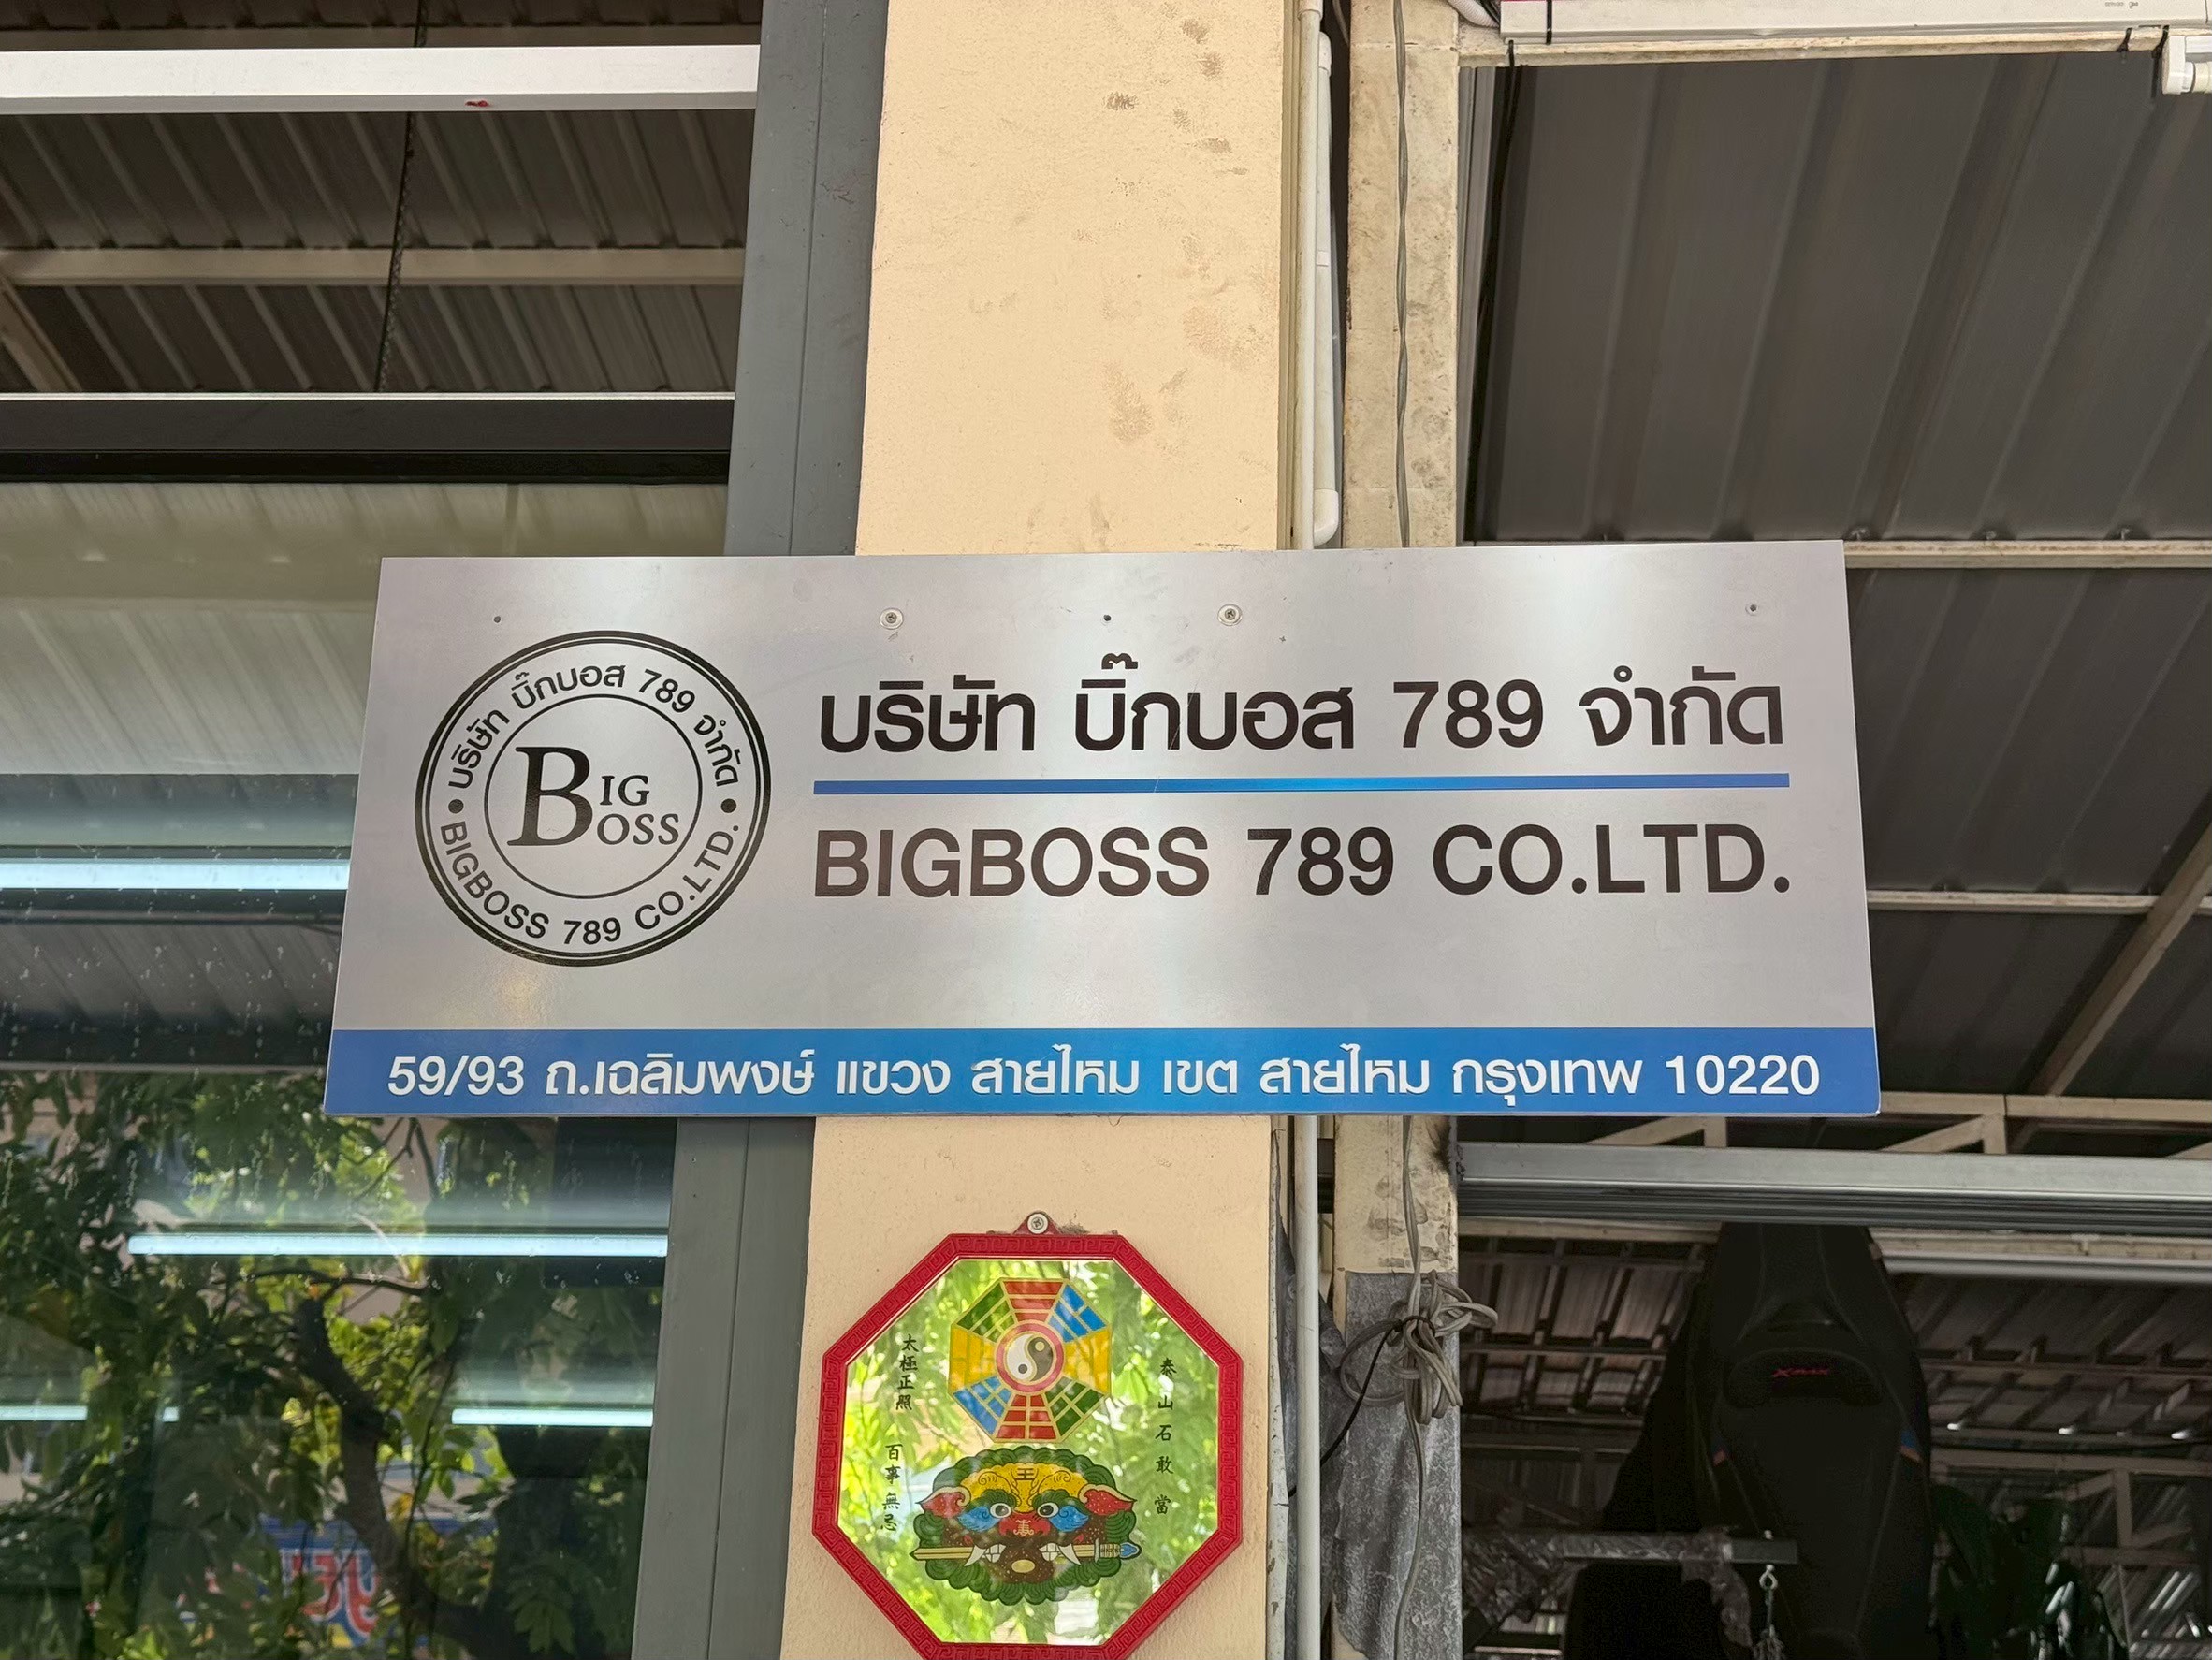 บริษัท บิ๊กบอส 789 จำกัด
BIG
BOSS
BIGBOSS 789 CO.LTD.
บริษัท บิ๊กบอส 789 จำกัด
BIGBOSS 789 CO.LTD.
59/93 ถ.เฉลิมพงษ์ แขวง สายไหม เขต สายไหม กรุงเทพ 10220
太極正照
百事無忌
泰山石敢當
王